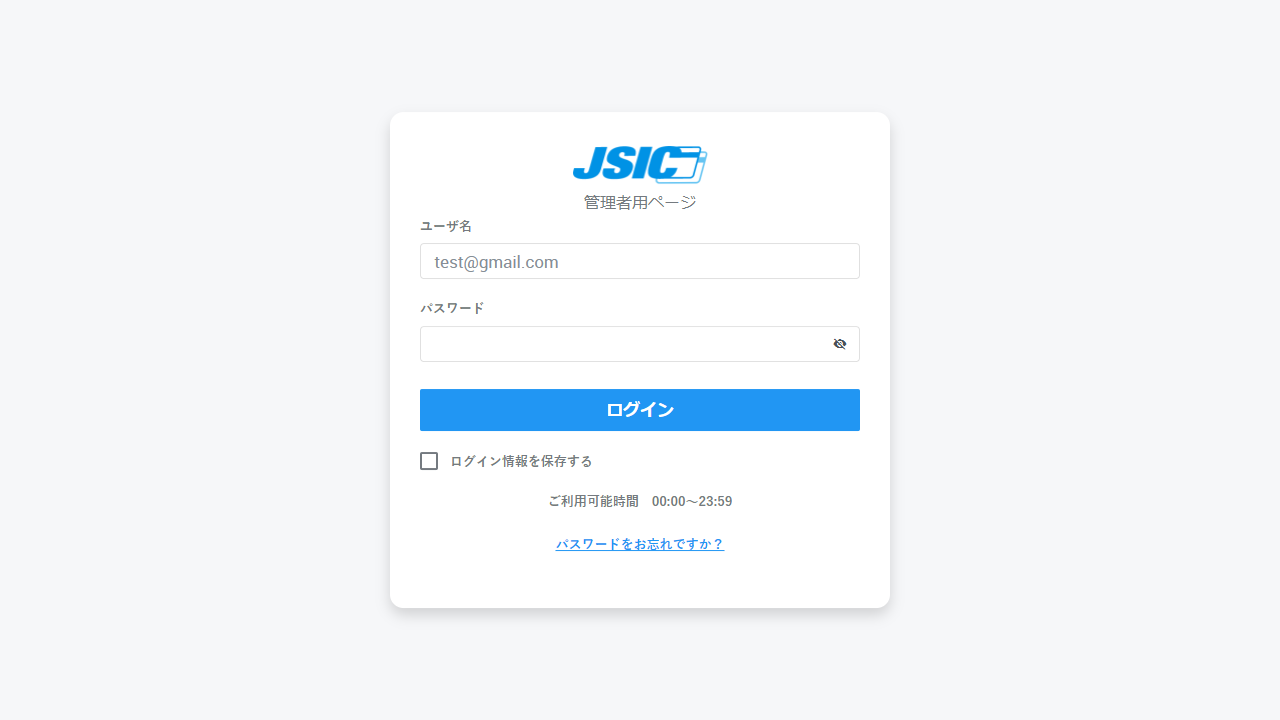 JSIC
管理者用ページ
ユーザ名
test@gmail.com
パスワード
ログイン
ログイン情報を保存する
ご利用可能時間　00:00～23:59
パスワードをお忘れですか？